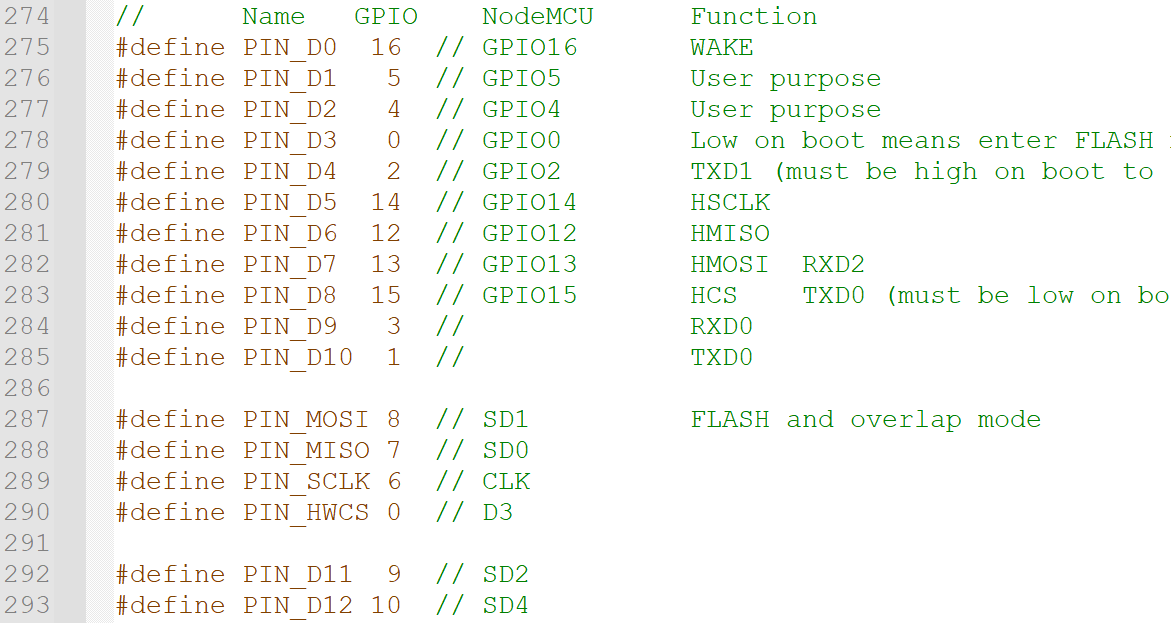 274 //      Name   GPIO    NodeMCU      Function
275 #define PIN_D0  16  // GPIO16       WAKE
276 #define PIN_D1   5  // GPIO5        User purpose
277 #define PIN_D2   4  // GPIO4        User purpose
278 #define PIN_D3   0  // GPIO0        Low on boot means enter FLASH
279 #define PIN_D4   2  // GPIO2        TXD1 (must be high on boot to
280 #define PIN_D5  14  // GPIO14       HSCLK
281 #define PIN_D6  12  // GPIO12       HMISO
282 #define PIN_D7  13  // GPIO13       HMOSI  RXD2
283 #define PIN_D8  15  // GPIO15       HCS    TXD0 (must be low on bo
284 #define PIN_D9   3  //              RXD0
285 #define PIN_D10  1  //              TXD0
286
287 #define PIN_MOSI 8  // SD1          FLASH and overlap mode
288 #define PIN_MISO 7  // SD0
289 #define PIN_SCLK 6  // CLK
290 #define PIN_HWCS 0  // D3
291
292 #define PIN_D11  9  // SD2
293 #define PIN_D12 10  // SD4